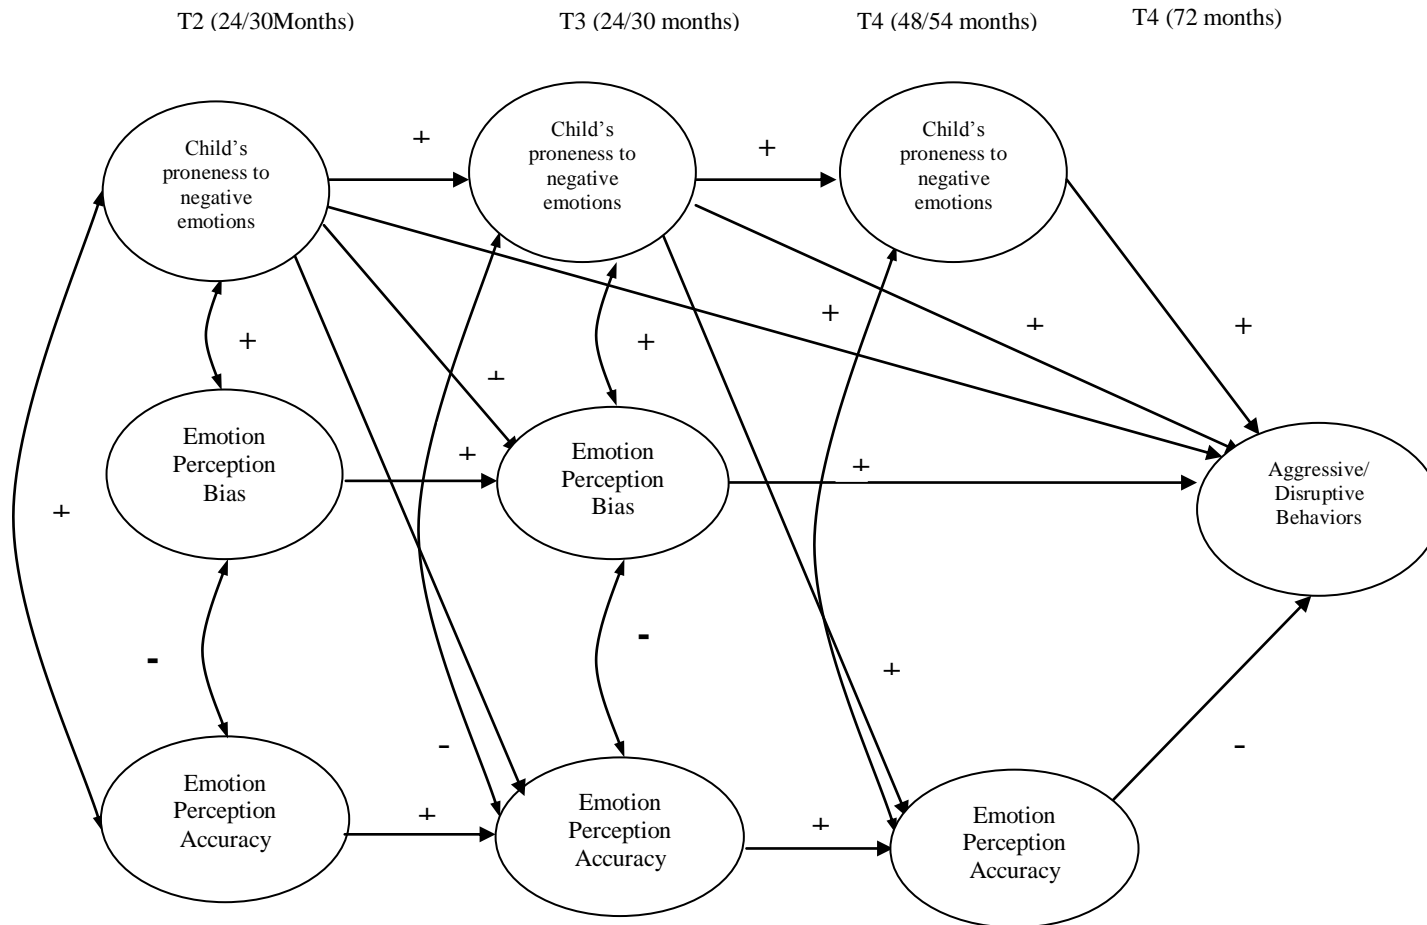 T2 (24/30Months)
T3 (24/30 months)
T4 (48/54 months)
T4 (72 months)
Child’s
proneness to
negative
emotions
+
Child’s
proneness to
negative
emotions
+
Child’s
proneness to
negative
emotions
+
+
+
+
+
+
Emotion
Perception
Bias
+
+
Emotion
Perception
Bias
+
Aggressive/
Disruptive
Behaviors
+
-
-
+
-
-
Emotion
Perception
Accuracy
+
Emotion
Perception
Accuracy
+
Emotion
Perception
Accuracy